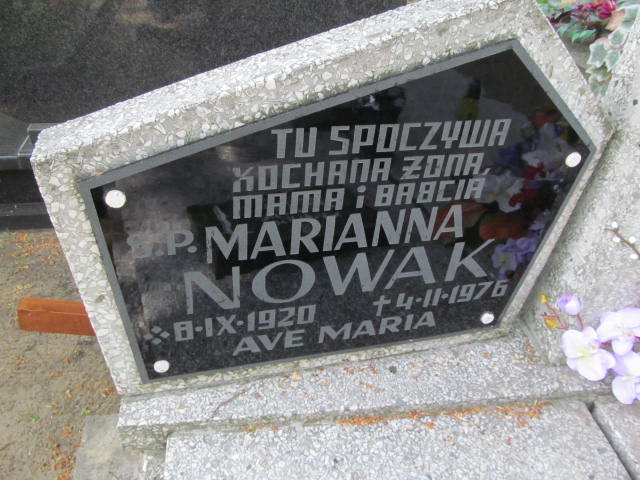 TU SPOCZYWA
KOCHANA ŻONA,
MAMA i BABCIA
Ś.P. MARIANNA
NOWAK
8·IX·1920 †4·11·1976
AVE MARIA